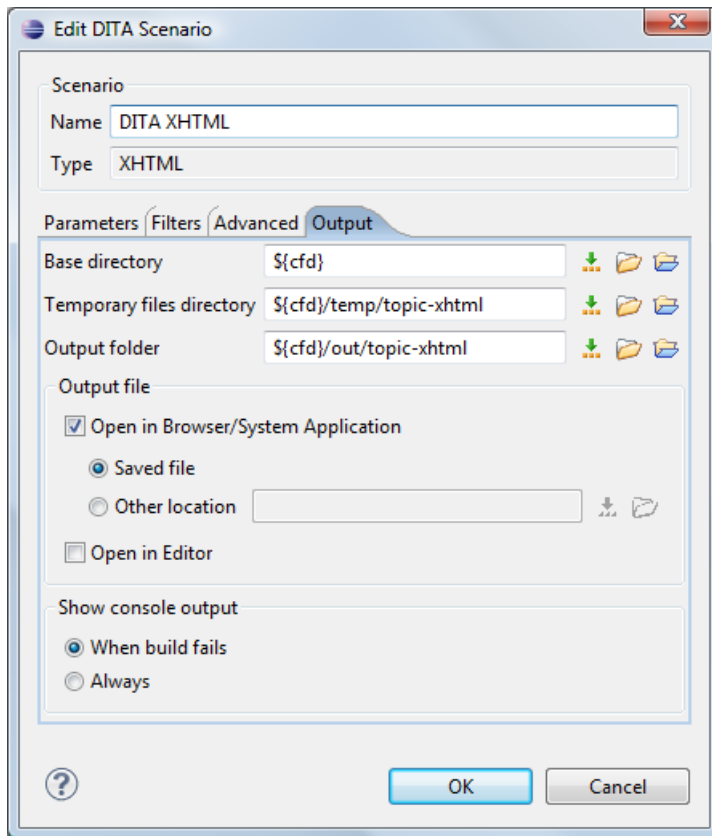 Edit DITA Scenario
Scenario
Name DITA XHTML
Type XHTML
Parameters Filters Advanced Output
Base directory ${cfd}
Temporary files directory ${cfd}/temp/topic-xhtml
Output folder ${cfd}/out/topic-xhtml
Output file
Open in Browser/System Application
Saved file
Other location
Open in Editor
Show console output
When build fails
Always
? OK Cancel